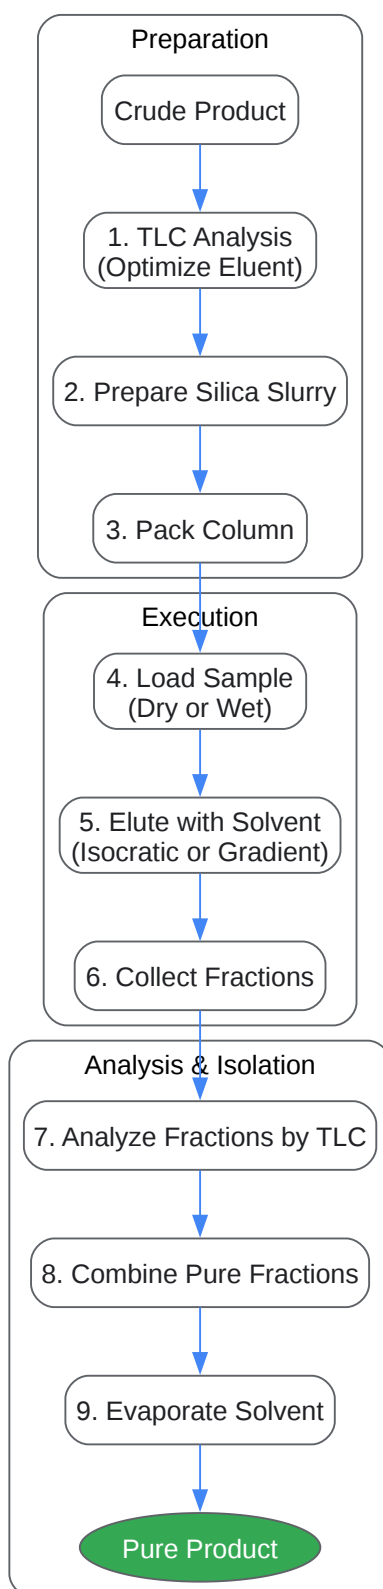 Preparation
Crude Product
1. TLC Analysis
(Optimize Eluent)
2. Prepare Silica Slurry
3. Pack Column
Execution
4. Load Sample
(Dry or Wet)
5. Elute with Solvent
(Isocratic or Gradient)
6. Collect Fractions
Analysis & Isolation
7. Analyze Fractions by TLC
8. Combine Pure Fractions
9. Evaporate Solvent
Pure Product